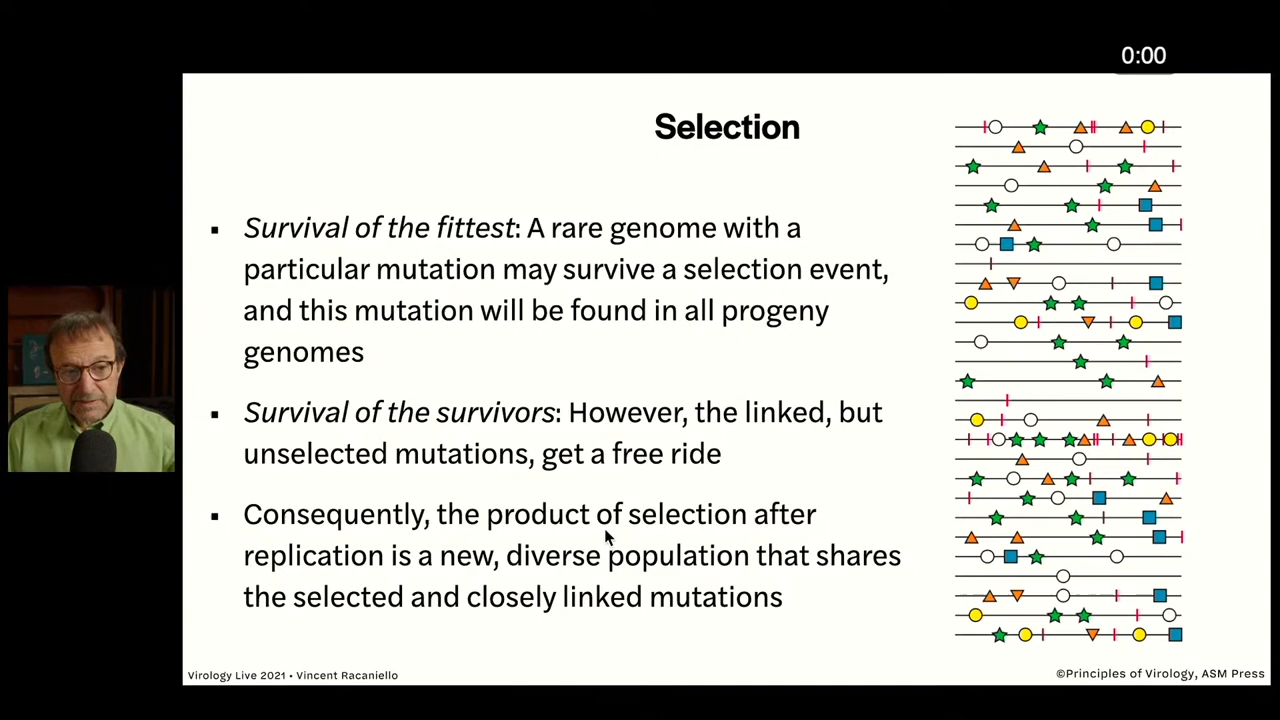 0:00
Selection
▪ Survival of the fittest: A rare genome with a
particular mutation may survive a selection event,
and this mutation will be found in all progeny
genomes
▪ Survival of the survivors: However, the linked, but
unselected mutations, get a free ride
▪ Consequently, the product of selection after
replication is a new, diverse population that shares
the selected and closely linked mutations
Virology Live 2021 • Vincent Racaniello
©Principles of Virology, ASM Press